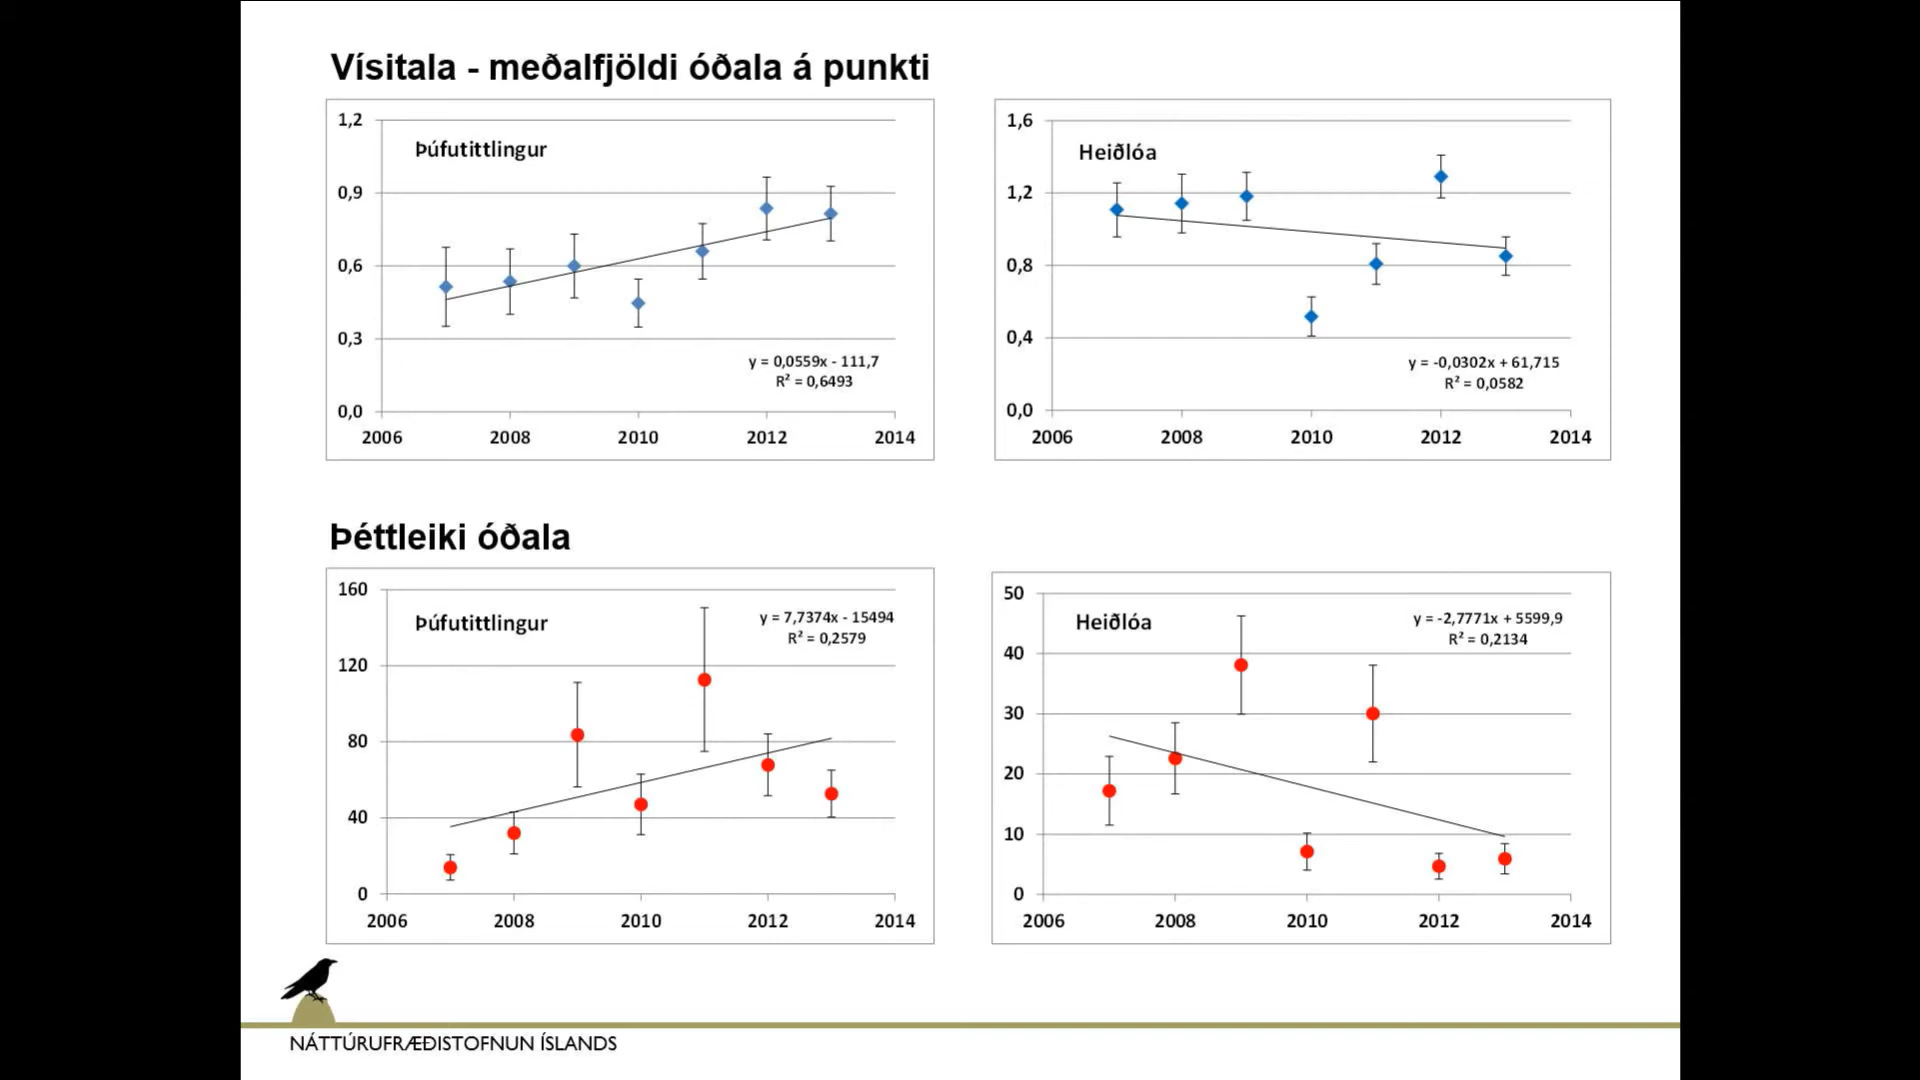 Vísitala - meðalfjöldi óðala á punkti
1,2
0,9
0,6
0,3
0,0
Þúfutittlingur
y = 0,0559x - 111,7
R² = 0,6493
2006 2008 2010 2012 2014
1,6
1,2
0,8
0,4
0,0
Heiðlóa
y = -0,0302x + 61,715
R² = 0,0582
2006 2008 2010 2012 2014
Þéttleiki óðala
160
120
80
40
0
Þúfutittlingur
y = 7,7374x - 15494
R² = 0,2579
2006 2008 2010 2012 2014
50
40
30
20
10
0
Heiðlóa
y = -2,7771x + 5599,9
R² = 0,2134
2006 2008 2010 2012 2014
NÁTTÚRUFRÆÐISTOFNUN ÍSLANDS